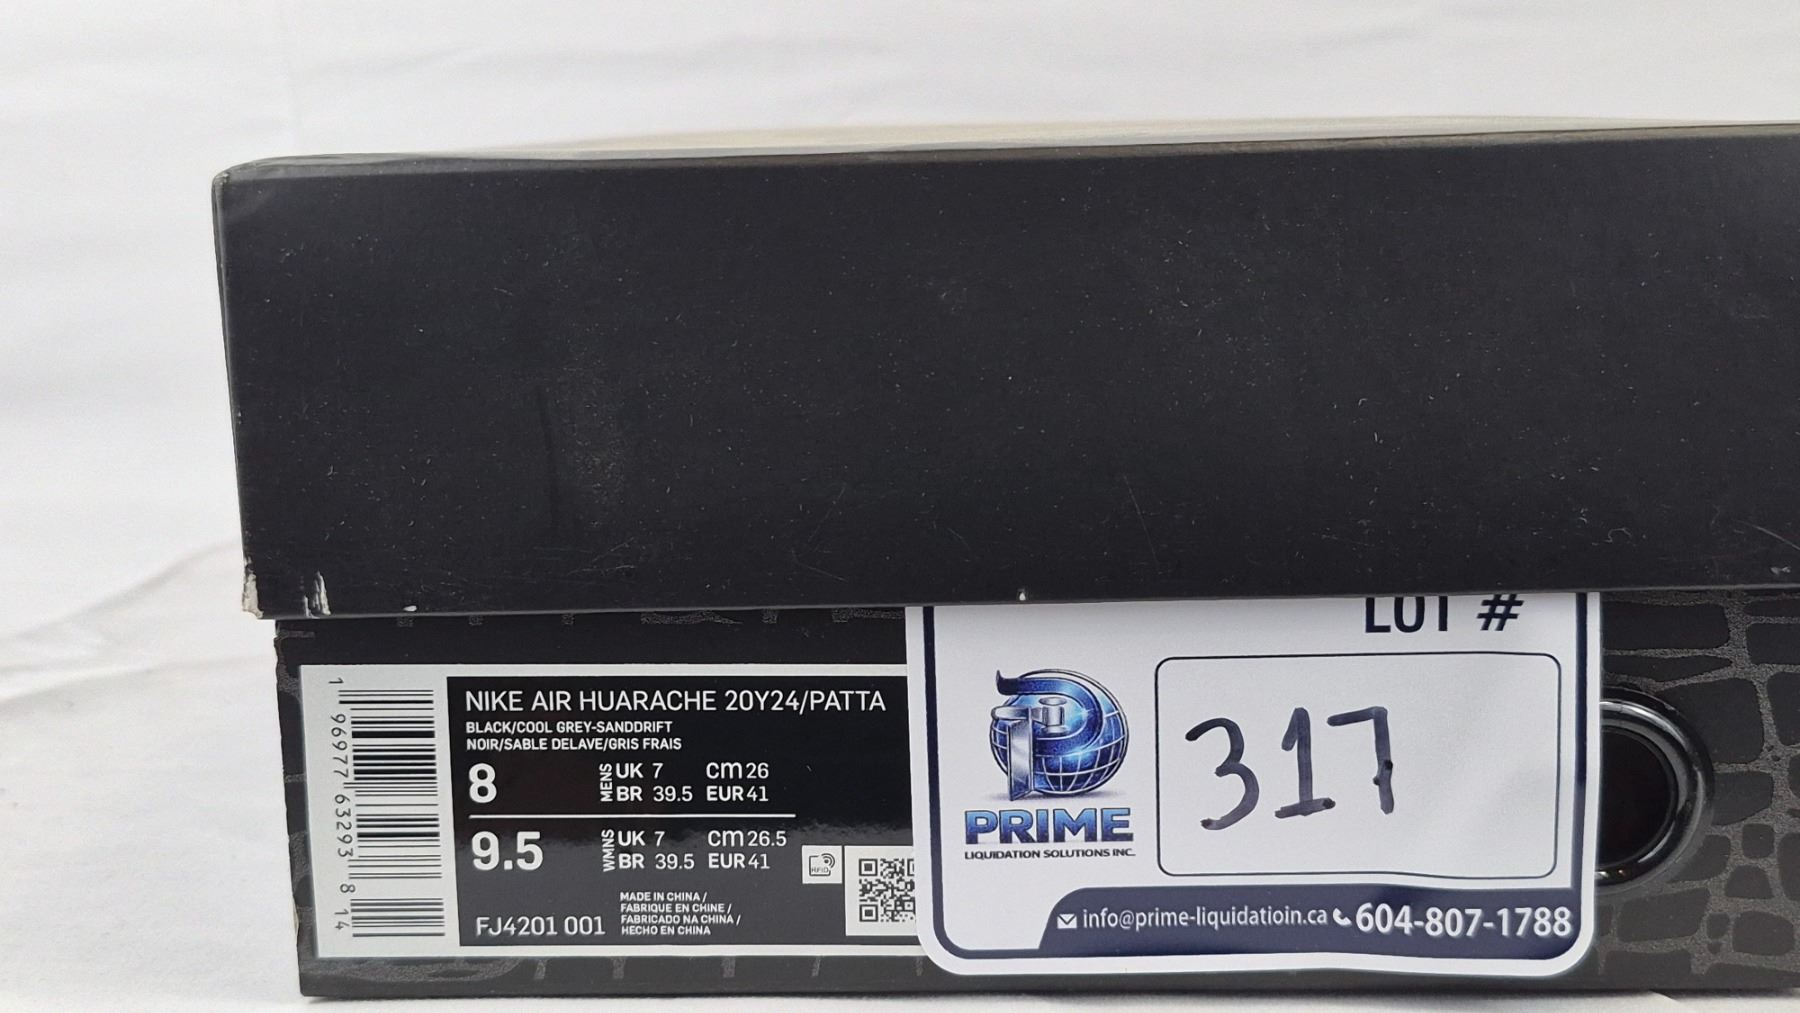 LOT #
317
PRIME
LIQUIDATION SOLUTIONS INC.
info@prime-liquidatioin.ca 604-807-1788
1 96977 63293 8 14
NIKE AIR HUARACHE 20Y24/PATTA
BLACK/COOL GREY-SANDDRIFT
NOIR/SABLE DELAVE/GRIS FRAIS
8 MENS UK 7 cm 26
BR 39.5 EUR 41
9.5 WMNS UK 7 cm 26.5
BR 39.5 EUR 41
RFID
FJ4201 001
MADE IN CHINA /
FABRIQUE EN CHINE /
FABRICADO NA CHINA /
HECHO EN CHINA